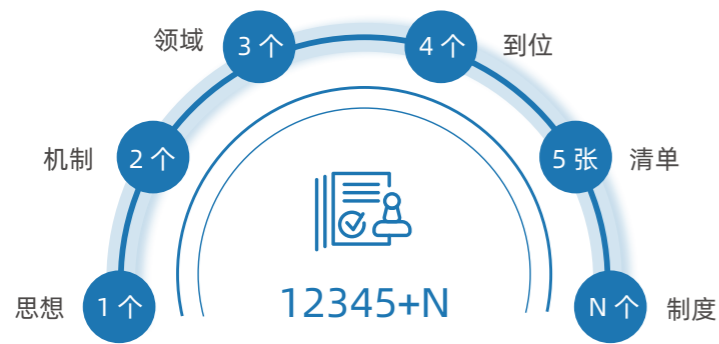 思想 1 个
机制 2 个
领域 3 个
4 个 到位
5 张 清单
N 个 制度
12345+N